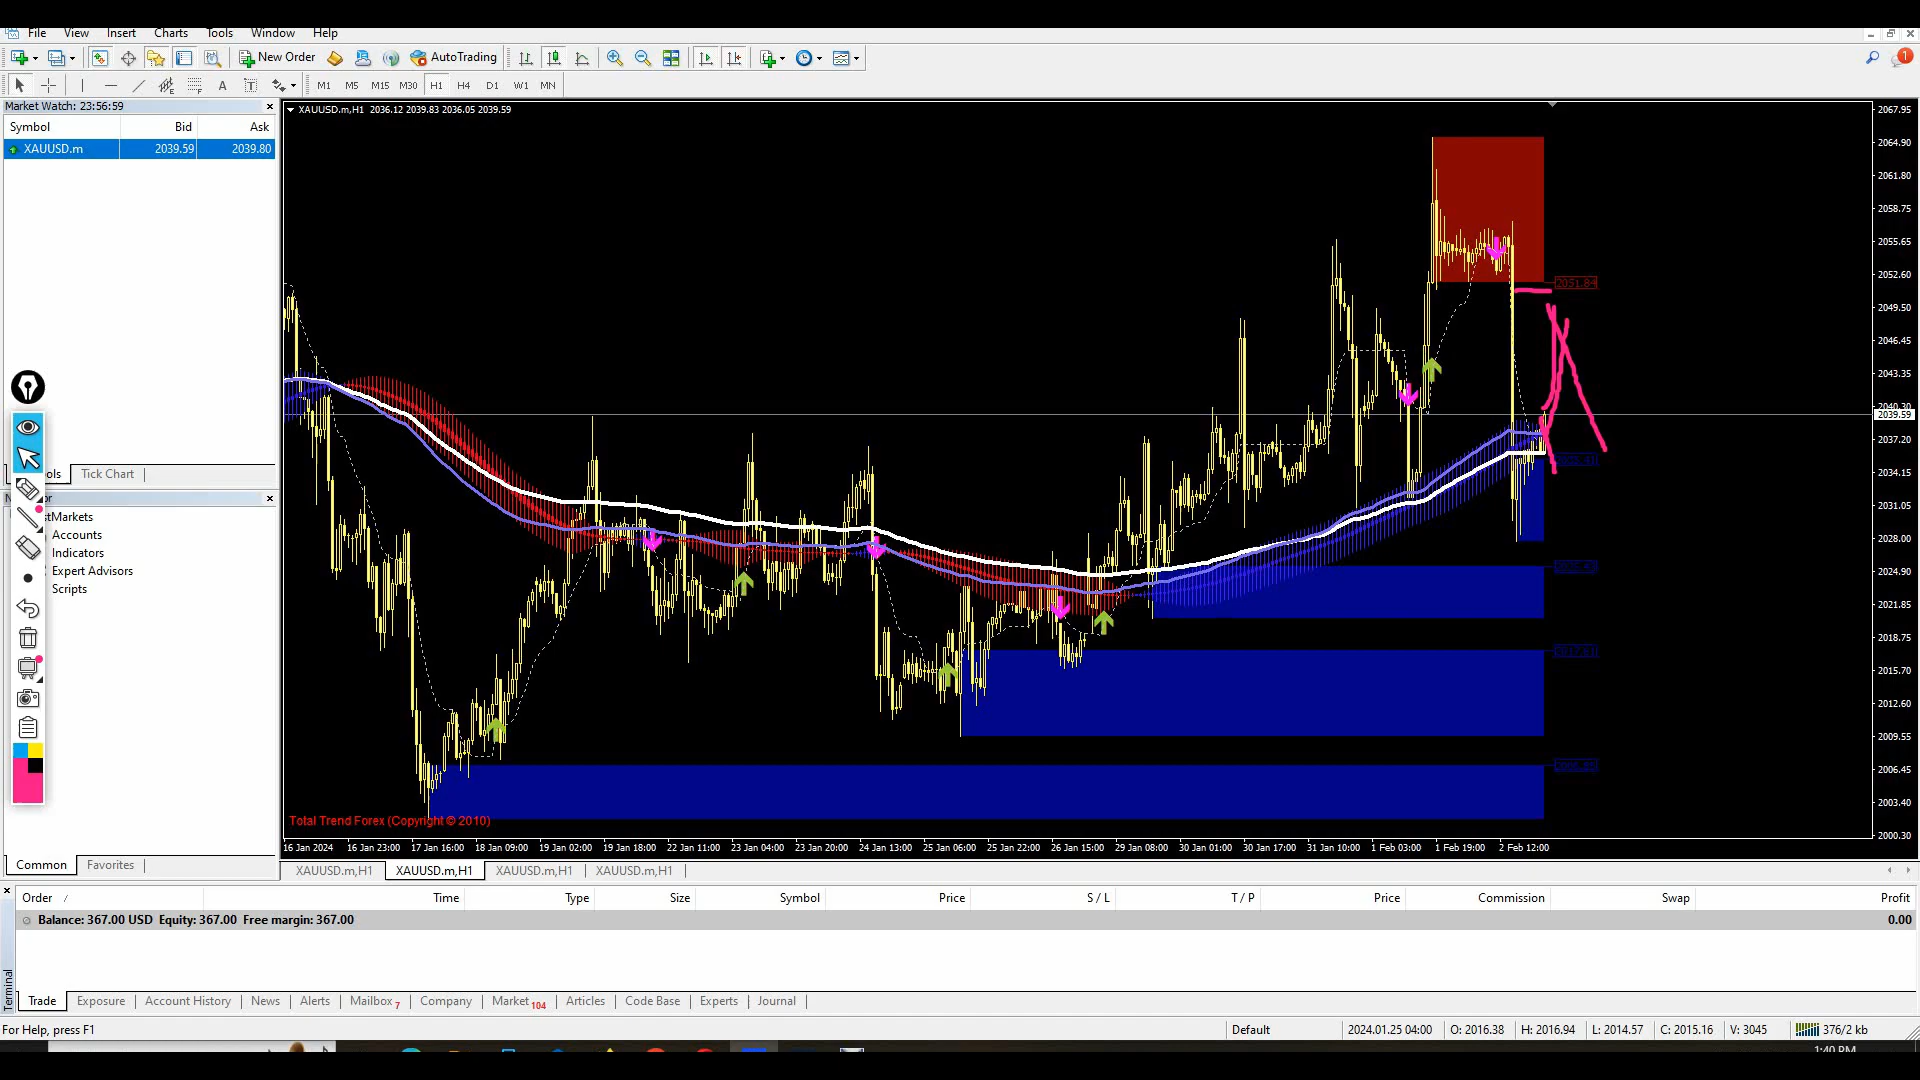 File View Insert Charts Tools Window Help
New Order AutoTrading 1
A T M1 M5 M15 M30 H1 H4 D1 W1 MN
Market Watch: 23:56:59
Symbol Bid Ask
XAUUSD.m 2039.59 2039.80
ols Tick Chart
XAUUSD.m,H1 2036.12 2039.83 2036.05 2039.59
2067.95
2064.90
2061.80
2058.75
2055.65
2052.60
2051.84
2049.50
2046.45
2043.35
2040.30
2039.59
2037.20
2034.15
2031.05
2028.00
2024.90
2021.85
2018.75
2015.70
2012.60
2009.55
2006.45
2003.40
2000.30
stMarkets
Accounts
Indicators
Expert Advisors
Scripts
Common Favorites
Total Trend Forex (Copyright © 2010)
16 Jan 2024 16 Jan 23:00 17 Jan 16:00 18 Jan 09:00 19 Jan 02:00 19 Jan 18:00 22 Jan 11:00 23 Jan 04:00 23 Jan 20:00 24 Jan 13:00 25 Jan 06:00 25 Jan 22:00 26 Jan 15:00 29 Jan 08:00 30 Jan 01:00 30 Jan 17:00 31 Jan 10:00 1 Feb 03:00 1 Feb 19:00 2 Feb 12:00
XAUUSD.m,H1 XAUUSD.m,H1 XAUUSD.m,H1 XAUUSD.m,H1
Order / Time Type Size Symbol Price S / L T / P Price Commission Swap Profit
Balance: 367.00 USD Equity: 367.00 Free margin: 367.00 0.00
Terminal
Trade Exposure Account History News Alerts Mailbox 7 Company Market 104 Articles Code Base Experts Journal
For Help, press F1 Default 2024.01.25 04:00 O: 2016.38 H: 2016.94 L: 2014.57 C: 2015.16 V: 3045 376/2 kb
1:40 PM